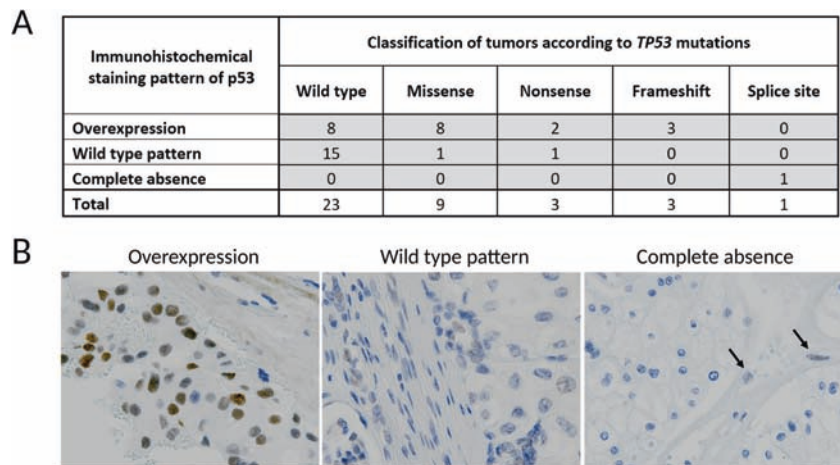 A
Immunohistochemical staining pattern of p53
Classification of tumors according to TP53 mutations
Wild type Missense Nonsense Frameshift Splice site
Overexpression 8 8 2 3 0
Wild type pattern 15 1 1 0 0
Complete absence 0 0 0 0 1
Total 23 9 3 3 1
B
Overexpression Wild type pattern Complete absence